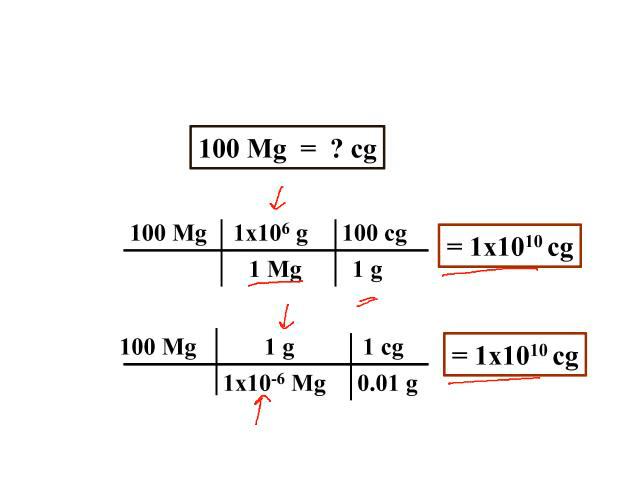 100 Mg = ? cg
100 Mg 1x10⁶ g 100 cg = 1x10¹⁰ cg
1 Mg 1 g
100 Mg 1 g 1 cg = 1x10¹⁰ cg
1x10⁻⁶ Mg 0.01 g